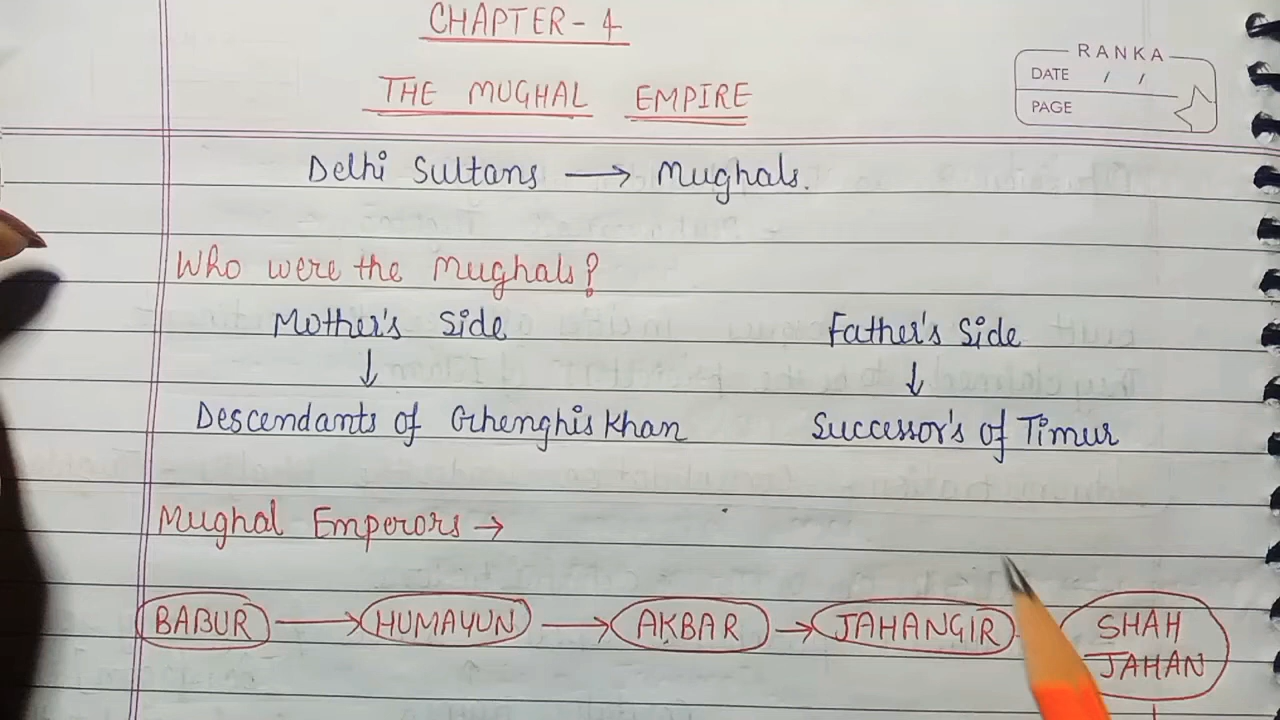 CHAPTER - 4
RANKA
DATE / /
PAGE
THE MUGHAL EMPIRE
Delhi Sultans → Mughals.
Who were the Mughals?
Mother's Side Father's Side
↓ ↓
Descendants of Ghenghis Khan Successor's of Timur
Mughal Emperors →
BABUR → HUMAYUN → AKBAR → JAHANGIR SHAH JAHAN